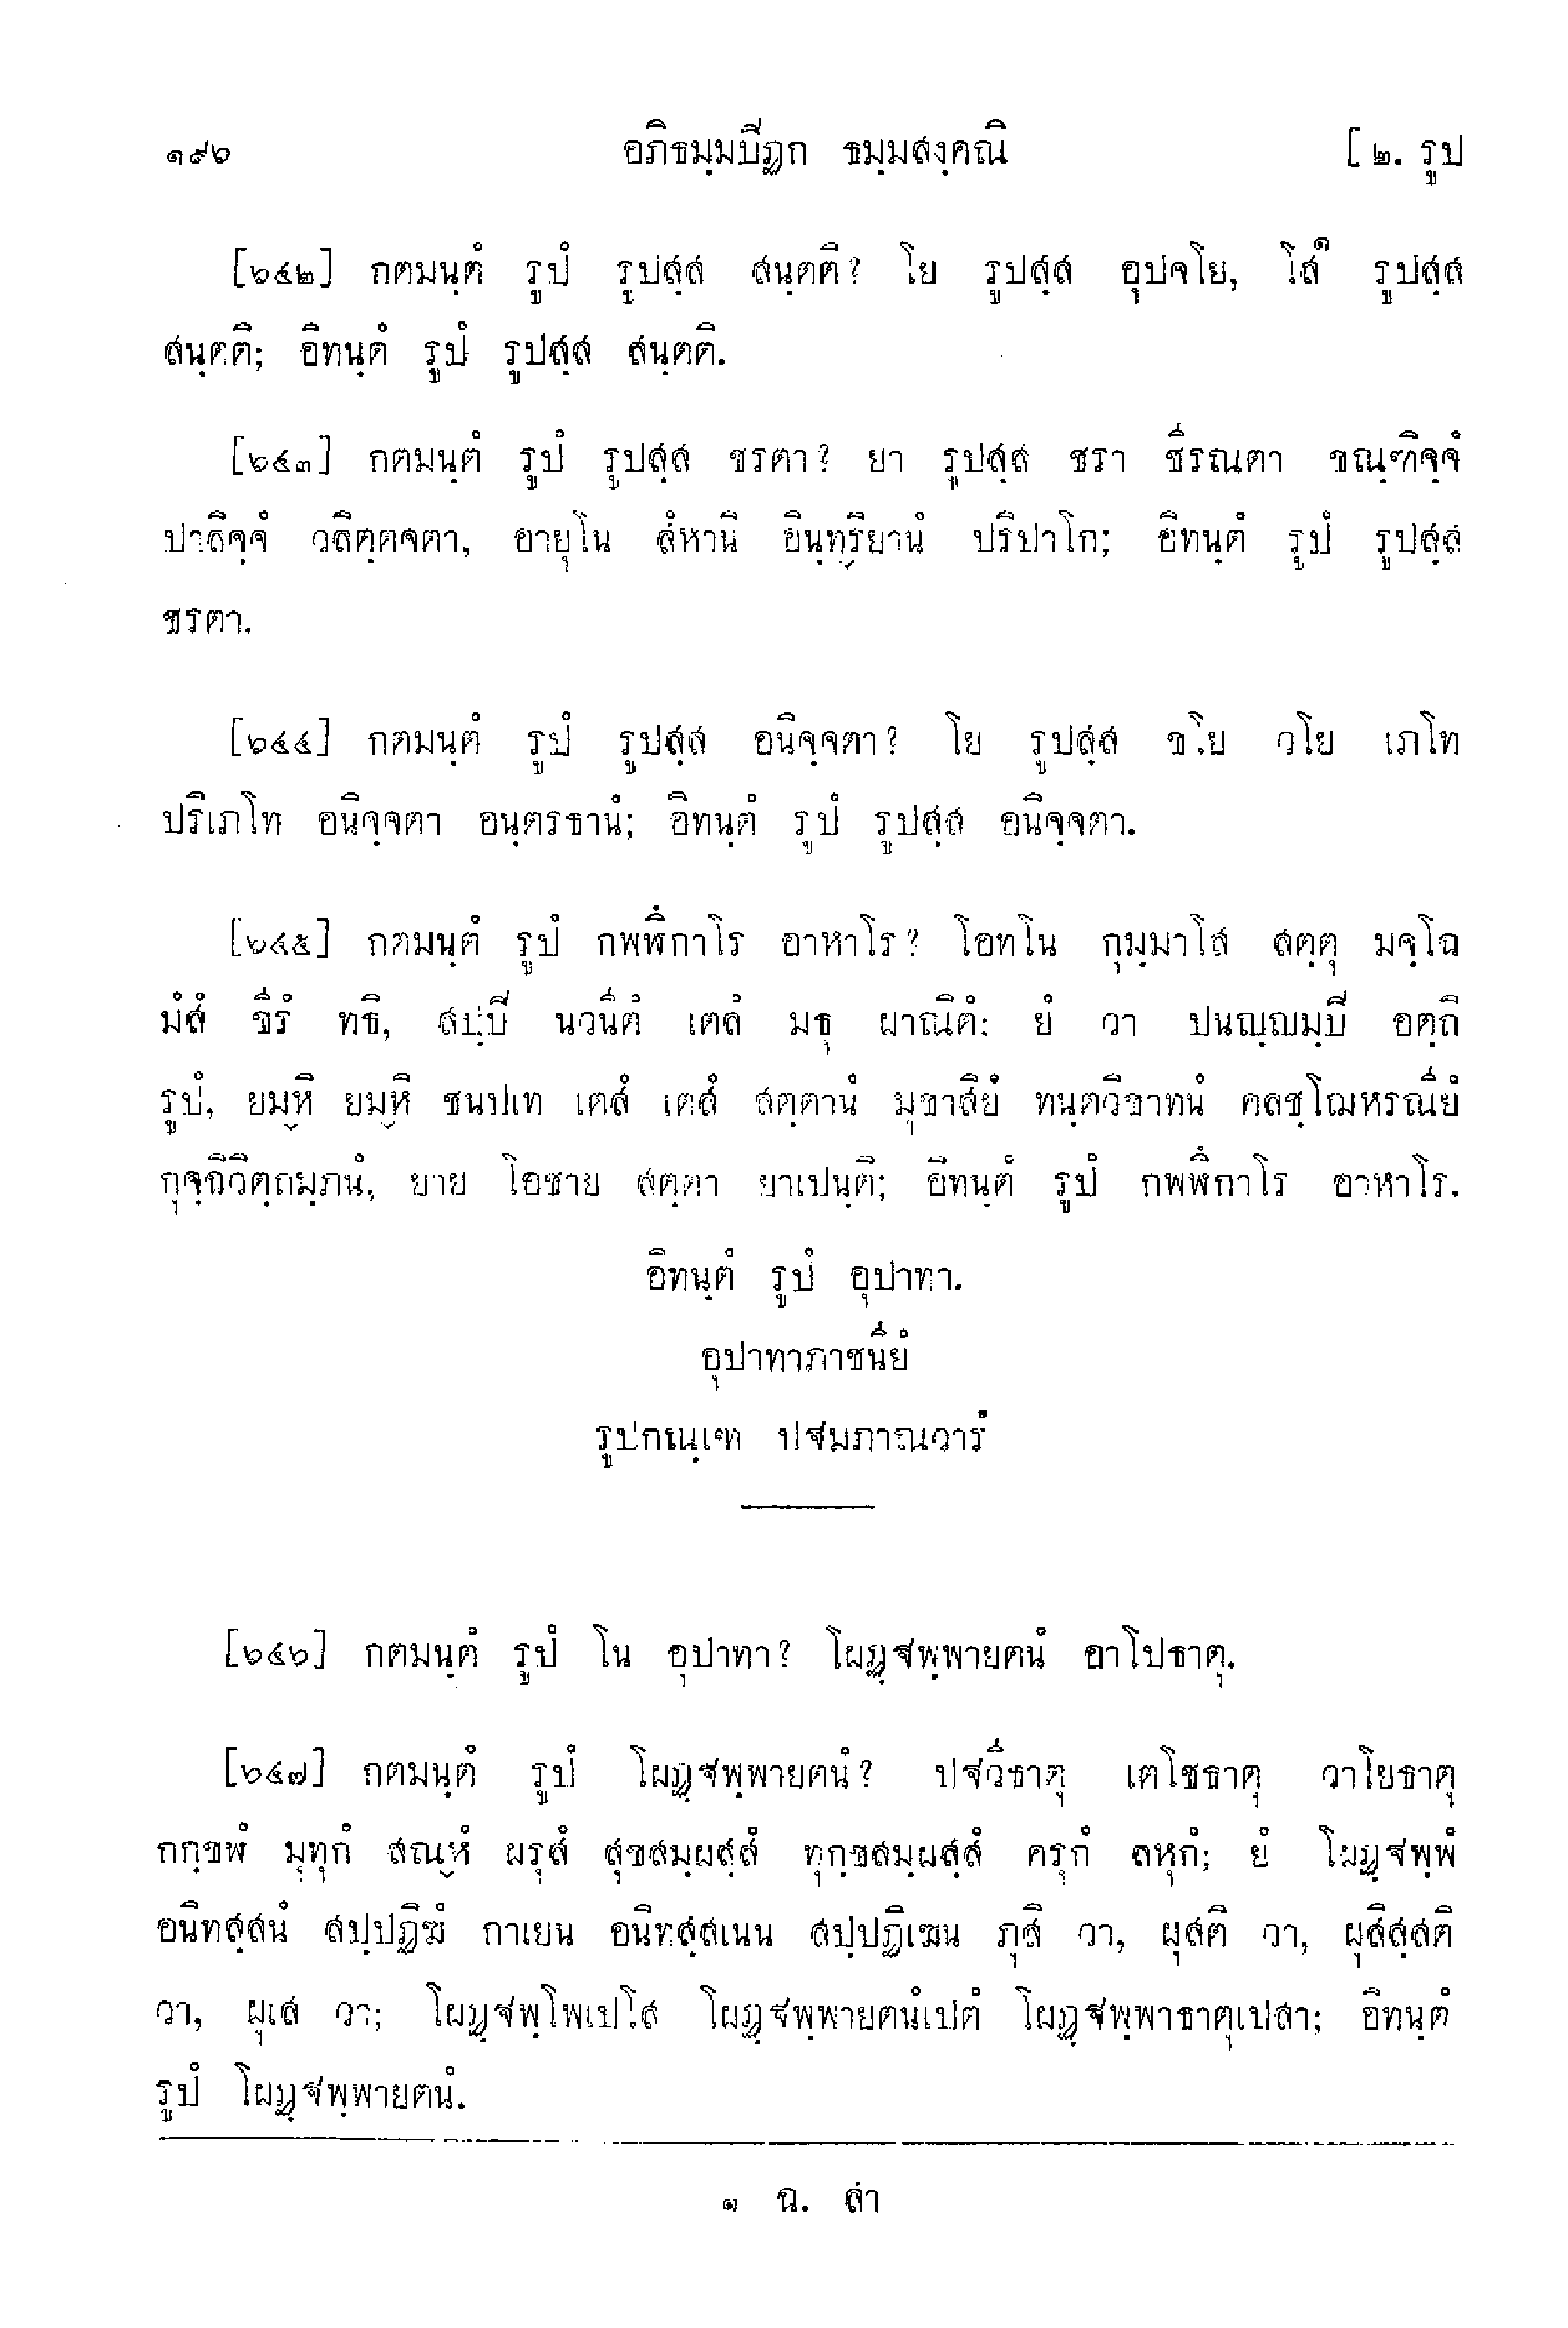 ๑๙๖ อภิธมฺมปิฏก ธมฺมสงฺคณิ [ ๒. รูป
[๖๔๒] กตมนฺตํ รูปํ รูปสฺส สนฺตติ? โย รูปสฺส อุปจโย, โส๑ รูปสฺส
สนฺตติ; อิทนฺตํ รูปํ รูปสฺส สนฺตติ.
[๖๔๓] กตมนฺตํ รูปํ รูปสฺส ชรตา? ยา รูปสฺส ชรา ชีรณตา ขณฺฑิจฺจํ
ปาลิจฺจํ วลิตฺตจตา, อายุโน สํหานิ อินฺทฺริยานํ ปริปาโก; อิทนฺตํ รูปํ รูปสฺส
ชรตา.
[๖๔๔] กตมนฺตํ รูปํ รูปสฺส อนิจฺจตา? โย รูปสฺส ขโย วโย เภโท
ปริเภโท อนิจฺจตา อนฺตรธานํ; อิทนฺตํ รูปํ รูปสฺส อนิจฺจตา.
[๖๔๕] กตมนฺตํ รูปํ กพฬึกาโร อาหาโร? โอทโน กุมฺมาโส สตฺตุ มจฺโฉ
มํสํ ขีรํ ทธิ, สปฺปิ นวนีตํ เตลํ มธุ ผาณิตํ: ยํ วา ปนญฺญมฺปิ อตฺถิ
รูปํ, ยมฺหิ ยมฺหิ ชนปเท เตสํ เตสํ สตฺตานํ มุขาสิยํ ทนฺตวิขาทนํ คลชฺโฌหรณียํ
กุจฺฉิวิตฺถมฺภนํ, ยาย โอชาย สตฺตา ยาเปนฺติ; อิทนฺตํ รูปํ กพฬึกาโร อาหาโร.
อิทนฺตํ รูปํ อุปาทา.
อุปาทาภาชนียํ
รูปกณฺเฑ ปฐมภาณวารํ
[๖๔๖] กตมนฺตํ รูปํ โน อุปาทา? โผฏฺฐพฺพายตนํ อาโปธาตุ.
[๖๔๗] กตมนฺตํ รูปํ โผฏฺฐพฺพายตนํ? ปฐวีธาตุ เตโชธาตุ วาโยธาตุ
กกฺขฬํ มุทุกํ สณฺหํ ผรุสํ สุขสมฺผสฺสํ ทุกฺขสมฺผสฺสํ ครุกํ ลหุกํ; ยํ โผฏฺฐพฺพํ
อนิทสฺสนํ สปฺปฏิฆํ กาเยน อนิทสฺสเนน สปฺปฏิเฆน ภุสิ วา, ผุสติ วา, ผุสิสฺสติ
วา, ผุเส วา; โผฏฺฐพฺโพเปโส โผฏฺฐพฺพายตนํเปตํ โผฏฺฐพฺพาธาตุเปสา; อิทนฺตํ
รูปํ โผฏฺฐพฺพายตนํ.
๑ ฉ. สา